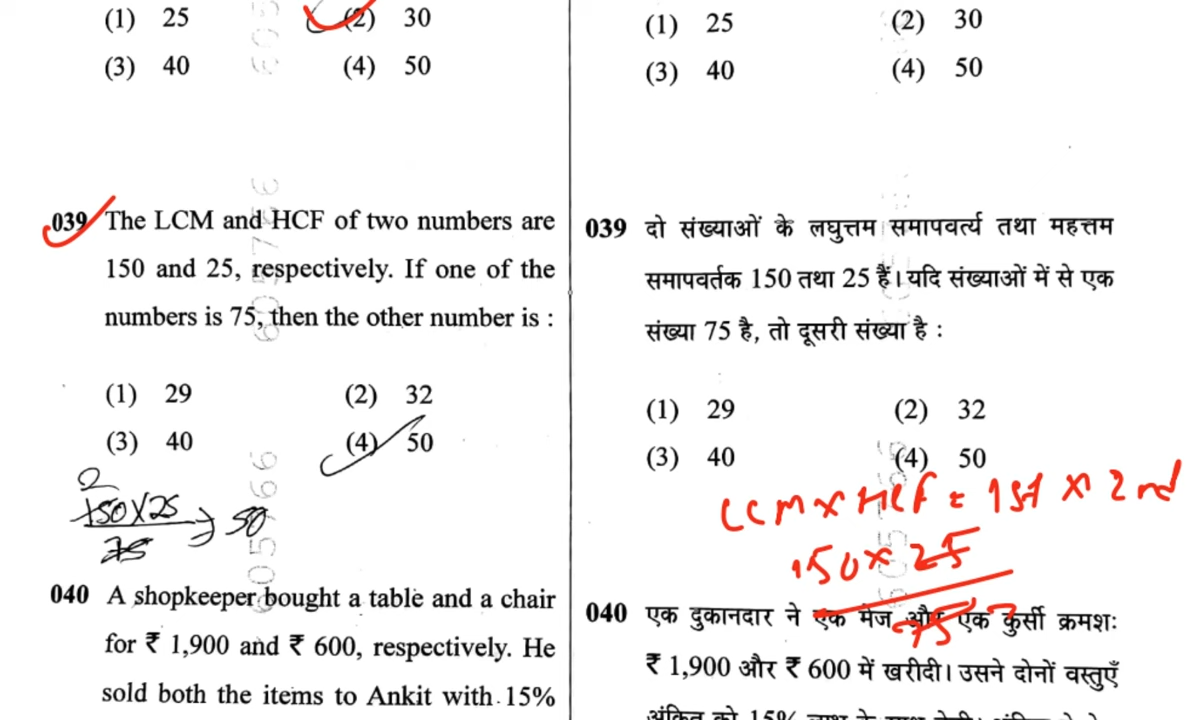 (1) 25 (2) 30
(3) 40 (4) 50
039 The LCM and HCF of two numbers are
150 and 25, respectively. If one of the
numbers is 75, then the other number is :
(1) 29 (2) 32
(3) 40 (4) 50
2
150×25
75
50
040 A shopkeeper bought a table and a chair
for ₹ 1,900 and ₹ 600, respectively. He
sold both the items to Ankit with 15%
(1) 25 (2) 30
(3) 40 (4) 50
039 दो संख्याओं के लघुत्तम समापवर्त्य तथा महत्तम
समापवर्तक 150 तथा 25 हैं। यदि संख्याओं में से एक
संख्या 75 है, तो दूसरी संख्या है :
(1) 29 (2) 32
(3) 40 (4) 50
LCM × HCF = 1st × 2nd
150 × 25
75
040 एक दुकानदार ने एक मेज और एक कुर्सी क्रमशः
₹ 1,900 और ₹ 600 में खरीदी। उसने दोनों वस्तुएँ